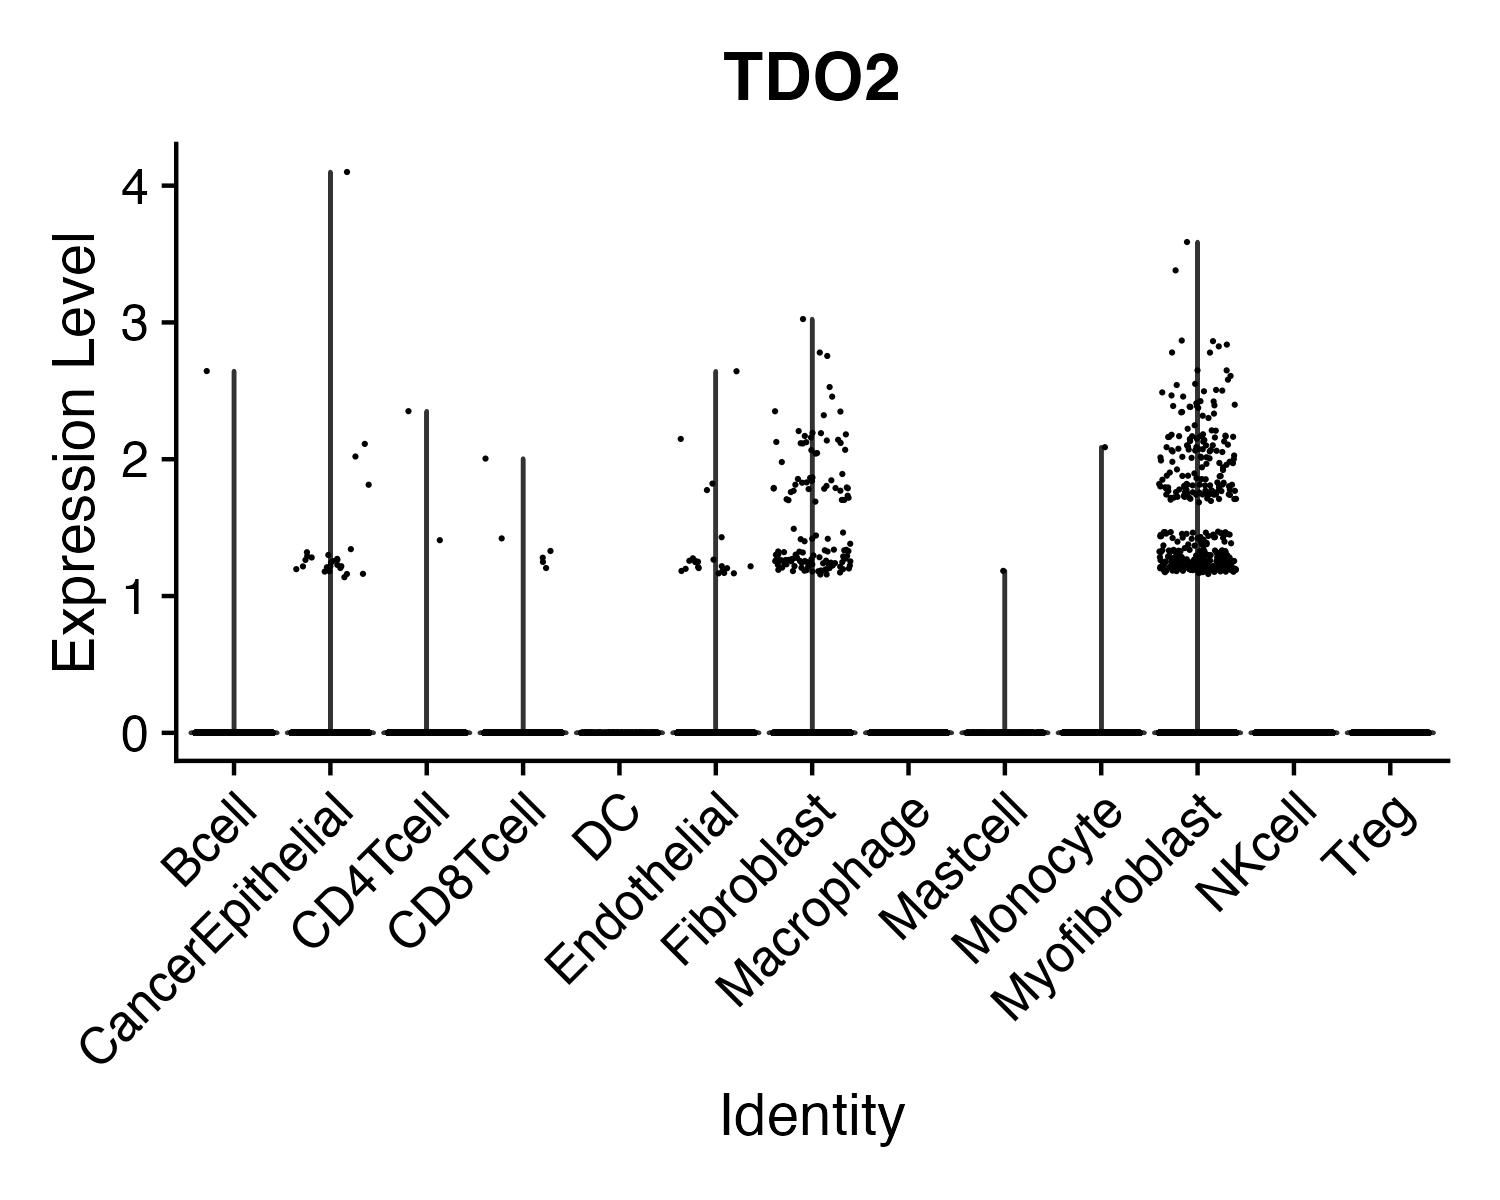 TDO2
Expression Level
4
3
2
1
0
Bcell
CancerEpithelial
CD4Tcell
CD8Tcell
DC
Endothelial
Fibroblast
Macrophage
Mastcell
Monocyte
Myofibroblast
NKcell
Treg
Identity